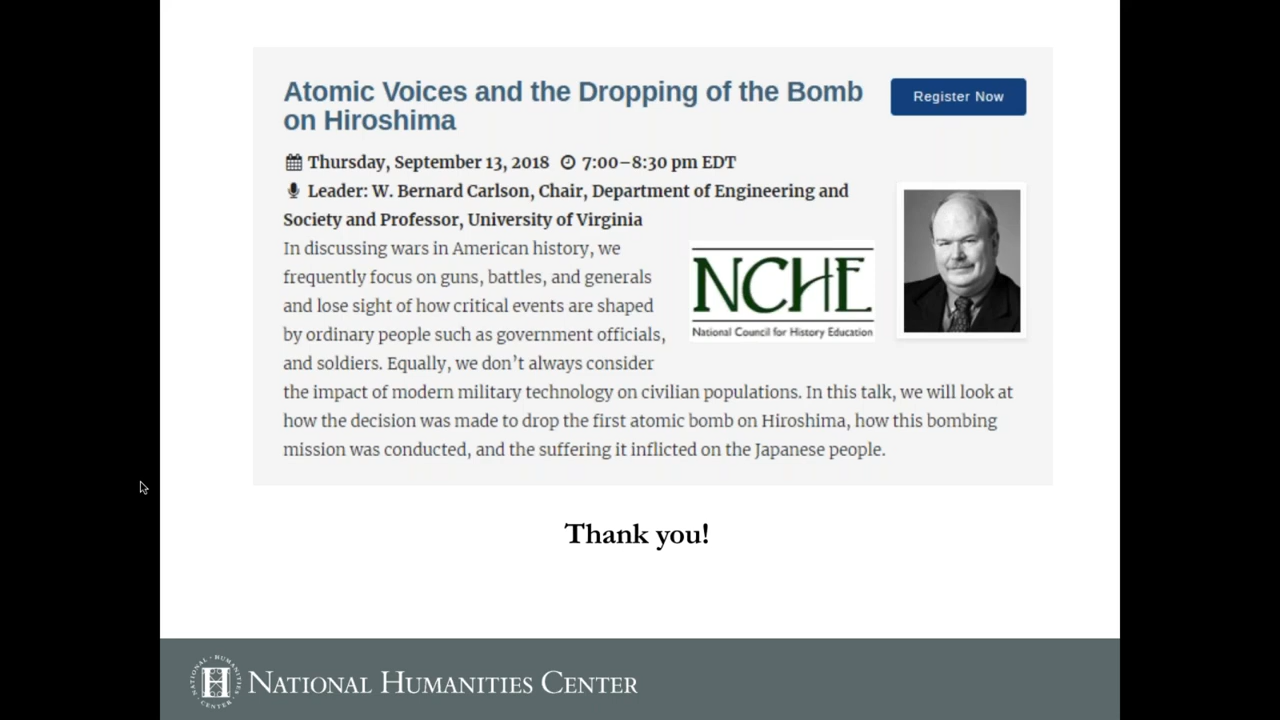 Atomic Voices and the Dropping of the Bomb
on Hiroshima
Register Now
Thursday, September 13, 2018 7:00–8:30 pm EDT
Leader: W. Bernard Carlson, Chair, Department of Engineering and
Society and Professor, University of Virginia
In discussing wars in American history, we
frequently focus on guns, battles, and generals
and lose sight of how critical events are shaped
by ordinary people such as government officials,
and soldiers. Equally, we don’t always consider
the impact of modern military technology on civilian populations. In this talk, we will look at
how the decision was made to drop the first atomic bomb on Hiroshima, how this bombing
mission was conducted, and the suffering it inflicted on the Japanese people.
NCHE
National Council for History Education
Thank you!
NATIONAL · HUMANITIES · CENTER
NATIONAL HUMANITIES CENTER